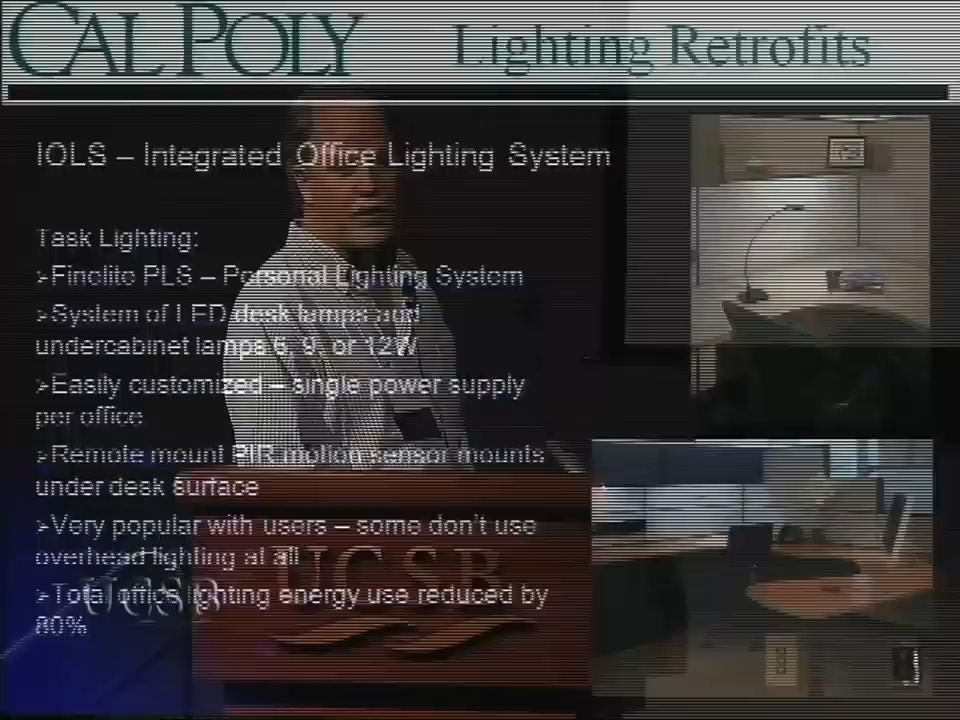 CAL POLY Lighting Retrofits
IOLS – Integrated Office Lighting System
Task Lighting:
>Finelite PLS – Personal Lighting System
>System of LED desk lamps and
undercabinet lamps 6, 9, or 12W
>Easily customized – single power supply
per office
>Remote mount PIR motion sensor mounts
under desk surface
>Very popular with users – some don't use
overhead lighting at all
>Total office lighting energy use reduced by
80%
UCSB
UCSB